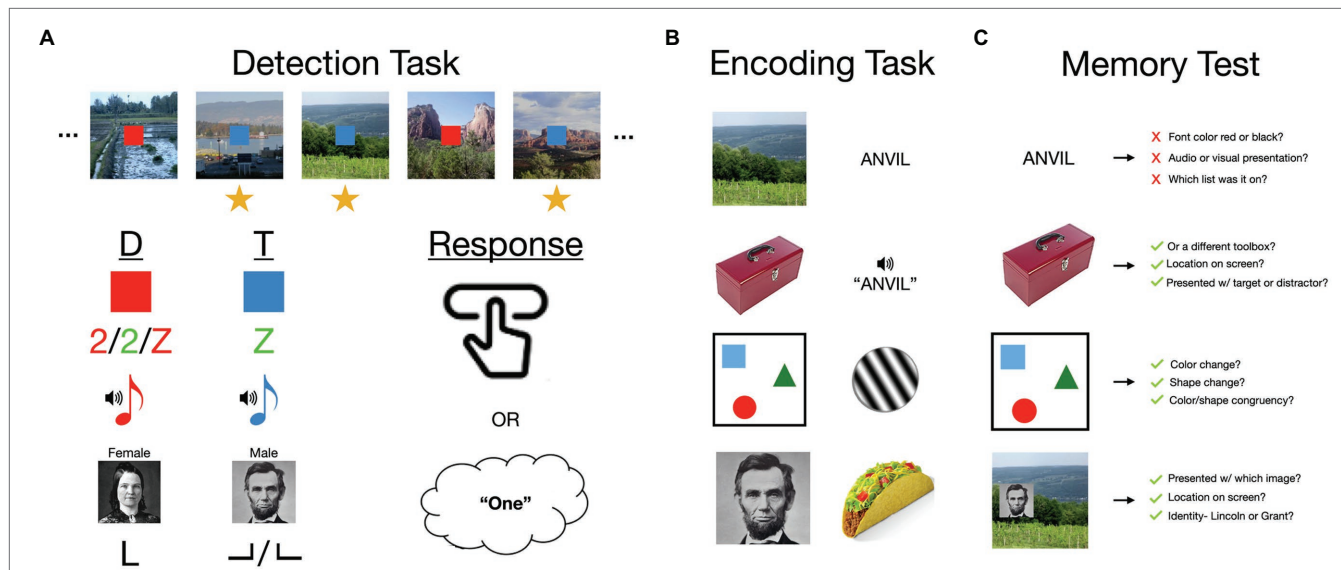 A
B
C
Detection Task
Encoding Task
Memory Test
...
...
D
T
Response
2/2/Z
Z
Female
Male
L
OR
“One”
ANVIL
“ANVIL”
ANVIL
X Font color red or black?
X Audio or visual presentation?
X Which list was it on?
✓ Or a different toolbox?
✓ Location on screen?
✓ Presented w/ target or distractor?
✓ Color change?
✓ Shape change?
✓ Color/shape congruency?
✓ Presented w/ which image?
✓ Location on screen?
✓ Identity- Lincoln or Grant?